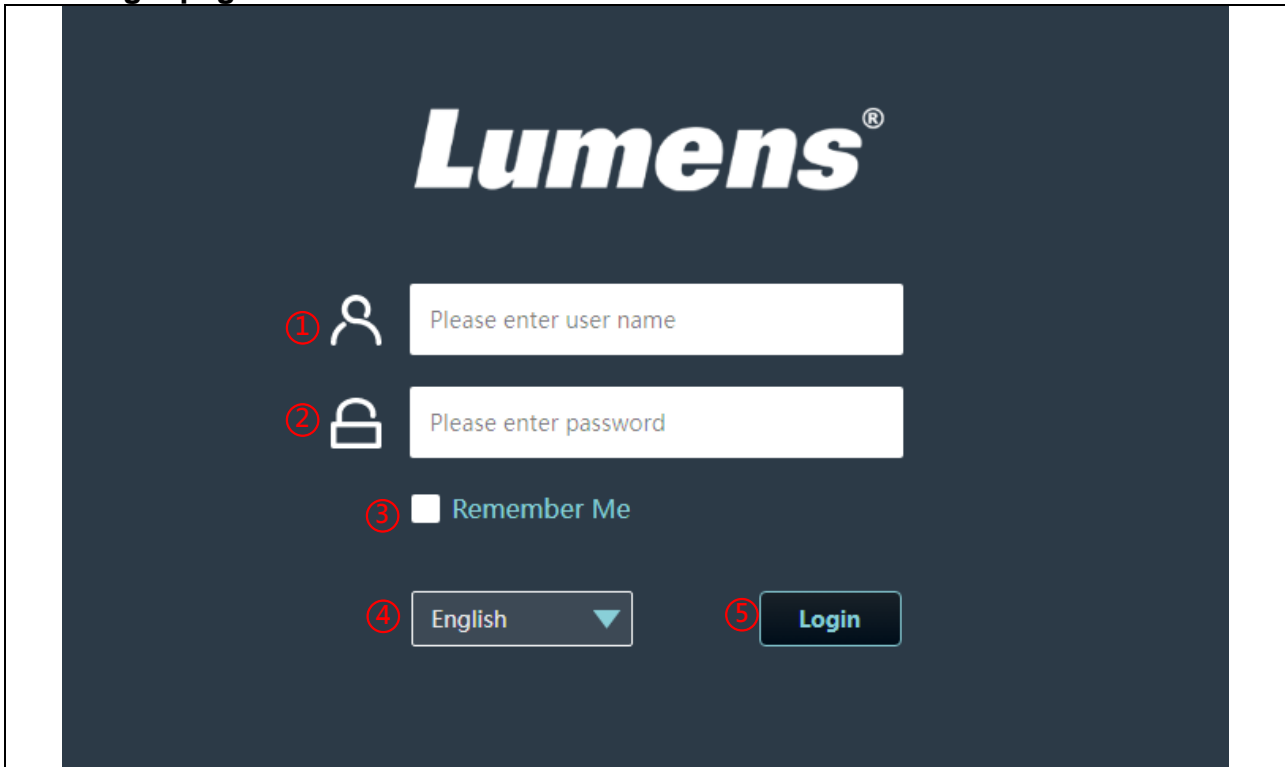 Lumens®
① Please enter user name
② Please enter password
③ Remember Me
④ English ⑤ Login